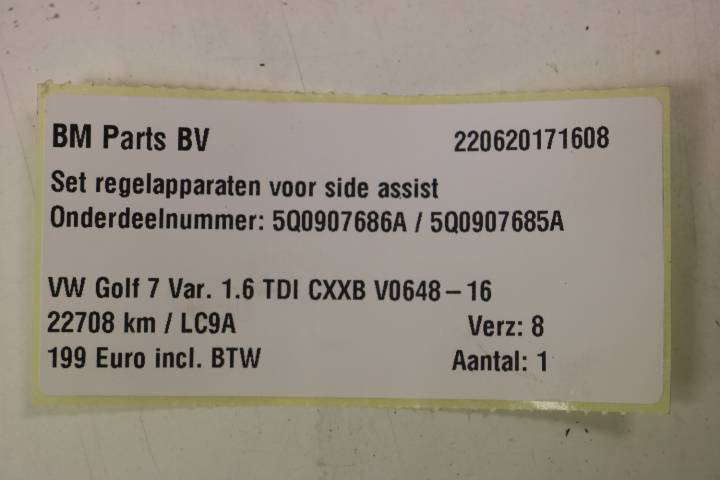 BM Parts BV 220620171608
Set regelapparaten voor side assist
Onderdeelnummer: 5Q0907686A / 5Q0907685A
VW Golf 7 Var. 1.6 TDI CXXB V0648-16
22708 km / LC9A Verz: 8
199 Euro incl. BTW Aantal: 1